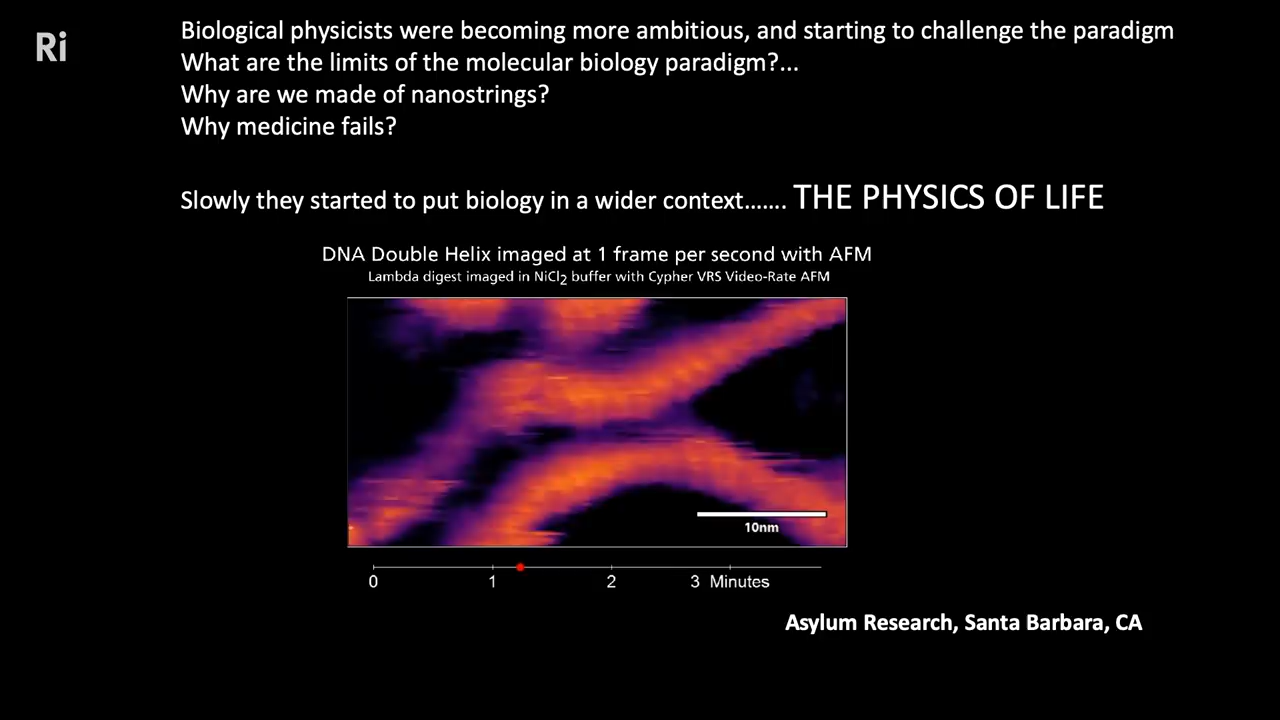 Ri
Biological physicists were becoming more ambitious, and starting to challenge the paradigm
What are the limits of the molecular biology paradigm?...
Why are we made of nanostrings?
Why medicine fails?
Slowly they started to put biology in a wider context....... THE PHYSICS OF LIFE
DNA Double Helix imaged at 1 frame per second with AFM
Lambda digest imaged in NiCl2 buffer with Cypher VRS Video-Rate AFM
10nm
0 1 2 3 Minutes
Asylum Research, Santa Barbara, CA